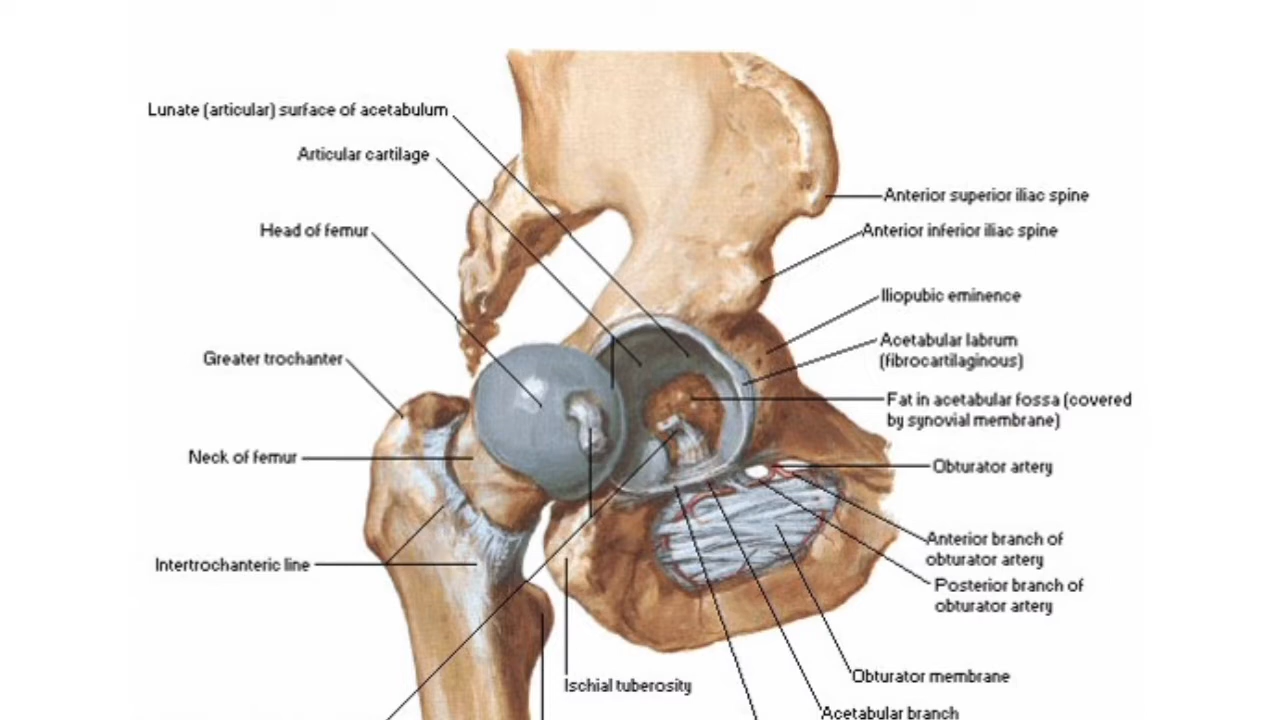 Lunate (articular) surface of acetabulum
Articular cartilage
Head of femur
Greater trochanter
Neck of femur
Intertrochanteric line
Anterior superior iliac spine
Anterior inferior iliac spine
Iliopubic eminence
Acetabular labrum
(fibrocartilaginous)
Fat in acetabular fossa (covered
by synovial membrane)
Obturator artery
Anterior branch of
obturator artery
Posterior branch of
obturator artery
Obturator membrane
Acetabular branch
Ischial tuberosity